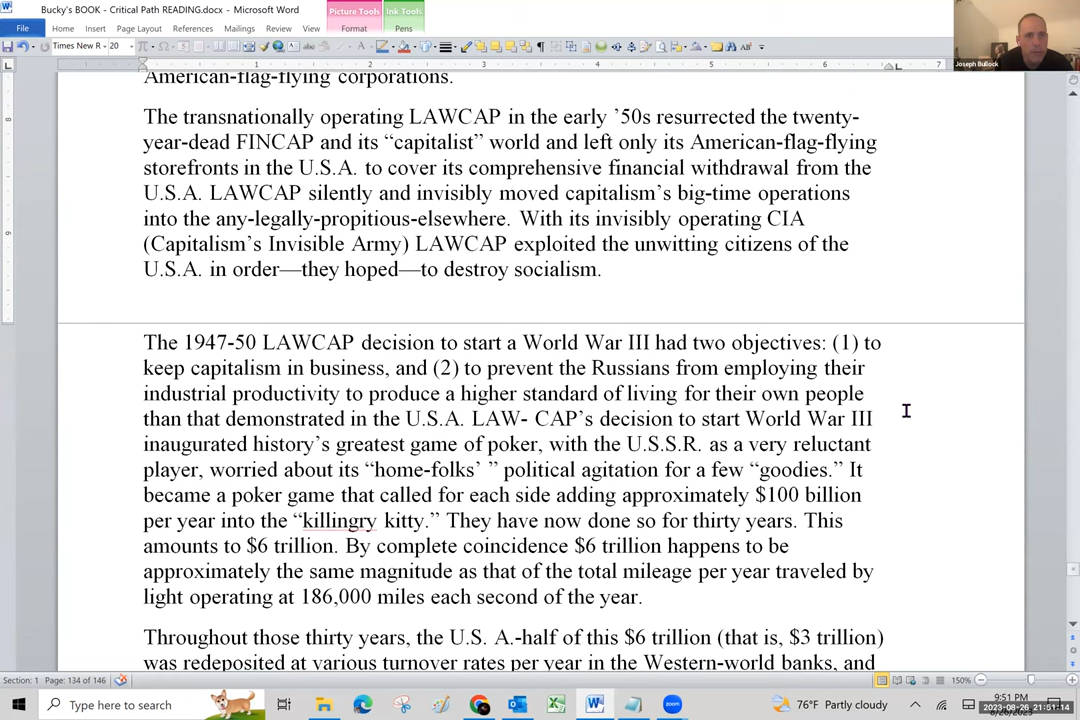 Bucky's BOOK - Critical Path READING.docx - Microsoft Word
Picture Tools
Ink Tools
File
Home
Insert
Page Layout
References
Mailings
Review
View
Format
Pens
Times New R
20
Joseph Bullock
1
2
3
4
5
6
7
American-flag-flying corporations.
The transnationally operating LAWCAP in the early ’50s resurrected the twenty-
year-dead FINCAP and its “capitalist” world and left only its American-flag-flying
storefronts in the U.S.A. to cover its comprehensive financial withdrawal from the
U.S.A. LAWCAP silently and invisibly moved capitalism’s big-time operations
into the any-legally-propitious-elsewhere. With its invisibly operating CIA
(Capitalism’s Invisible Army) LAWCAP exploited the unwitting citizens of the
U.S.A. in order—they hoped—to destroy socialism.
The 1947-50 LAWCAP decision to start a World War III had two objectives: (1) to
keep capitalism in business, and (2) to prevent the Russians from employing their
industrial productivity to produce a higher standard of living for their own people
than that demonstrated in the U.S.A. LAW- CAP’s decision to start World War III
inaugurated history’s greatest game of poker, with the U.S.S.R. as a very reluctant
player, worried about its “home-folks’ ” political agitation for a few “goodies.” It
became a poker game that called for each side adding approximately $100 billion
per year into the “killingry kitty.” They have now done so for thirty years. This
amounts to $6 trillion. By complete coincidence $6 trillion happens to be
approximately the same magnitude as that of the total mileage per year traveled by
light operating at 186,000 miles each second of the year.
Throughout those thirty years, the U.S. A.-half of this $6 trillion (that is, $3 trillion)
was redeposited at various turnover rates per year in the Western-world banks, and
Section: 1
Page: 134 of 146
150%
Type here to search
zoom
76°F Partly cloudy
9:51 PM
2023-08-26 21:51:14